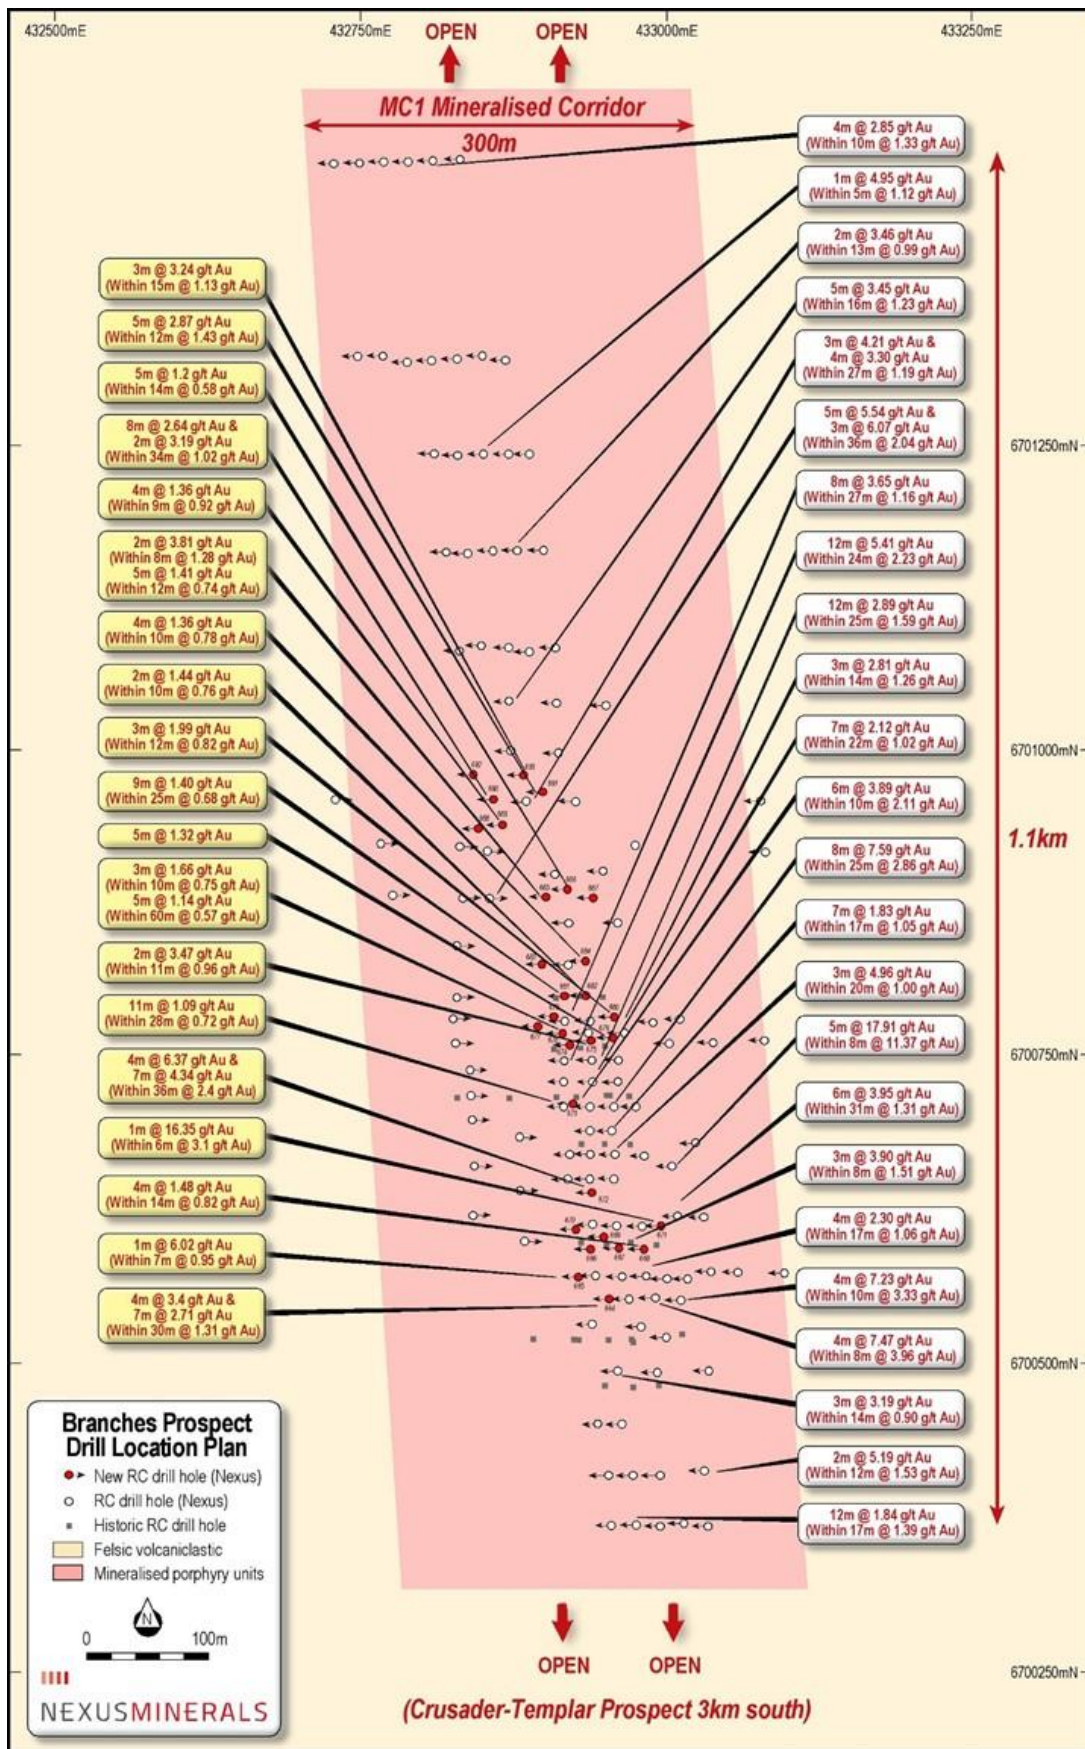 432500mE
432750mE
OPEN
OPEN
433000mE
433250mE
MC1 Mineralised Corridor
300m
4m @ 2.85 g/t Au
(Within 10m @ 1.33 g/t Au)
1m @ 4.95 g/t Au
(Within 5m @ 1.12 g/t Au)
2m @ 3.46 g/t Au
(Within 13m @ 0.99 g/t Au)
5m @ 3.45 g/t Au
(Within 16m @ 1.23 g/t Au)
3m @ 4.21 g/t Au &
4m @ 3.30 g/t Au
(Within 27m @ 1.19 g/t Au)
5m @ 5.54 g/t Au &
3m @ 6.07 g/t Au
(Within 36m @ 2.04 g/t Au)
8m @ 3.65 g/t Au
(Within 27m @ 1.16 g/t Au)
12m @ 5.41 g/t Au
(Within 24m @ 2.23 g/t Au)
12m @ 2.89 g/t Au
(Within 25m @ 1.59 g/t Au)
3m @ 2.81 g/t Au
(Within 14m @ 1.26 g/t Au)
7m @ 2.12 g/t Au
(Within 22m @ 1.02 g/t Au)
6m @ 3.89 g/t Au
(Within 10m @ 2.11 g/t Au)
8m @ 7.59 g/t Au
(Within 25m @ 2.86 g/t Au)
7m @ 1.83 g/t Au
(Within 17m @ 1.05 g/t Au)
3m @ 4.96 g/t Au
(Within 20m @ 1.00 g/t Au)
5m @ 17.91 g/t Au
(Within 8m @ 11.37 g/t Au)
6m @ 3.95 g/t Au
(Within 31m @ 1.31 g/t Au)
3m @ 3.90 g/t Au
(Within 8m @ 1.51 g/t Au)
4m @ 2.30 g/t Au
(Within 17m @ 1.06 g/t Au)
4m @ 7.23 g/t Au
(Within 10m @ 3.33 g/t Au)
4m @ 7.47 g/t Au
(Within 8m @ 3.96 g/t Au)
3m @ 3.19 g/t Au
(Within 14m @ 0.90 g/t Au)
2m @ 5.19 g/t Au
(Within 12m @ 1.53 g/t Au)
12m @ 1.84 g/t Au
(Within 17m @ 1.39 g/t Au)
3m @ 3.24 g/t Au
(Within 15m @ 1.13 g/t Au)
5m @ 2.87 g/t Au
(Within 12m @ 1.43 g/t Au)
5m @ 1.2 g/t Au
(Within 14m @ 0.58 g/t Au)
8m @ 2.64 g/t Au &
2m @ 3.19 g/t Au
(Within 34m @ 1.02 g/t Au)
4m @ 1.36 g/t Au
(Within 9m @ 0.92 g/t Au)
2m @ 3.81 g/t Au
(Within 8m @ 1.28 g/t Au)
5m @ 1.41 g/t Au
(Within 12m @ 0.74 g/t Au)
4m @ 1.36 g/t Au
(Within 10m @ 0.78 g/t Au)
2m @ 1.44 g/t Au
(Within 10m @ 0.76 g/t Au)
3m @ 1.99 g/t Au
(Within 12m @ 0.82 g/t Au)
9m @ 1.40 g/t Au
(Within 25m @ 0.68 g/t Au)
5m @ 1.32 g/t Au
3m @ 1.66 g/t Au
(Within 10m @ 0.75 g/t Au)
5m @ 1.14 g/t Au
(Within 60m @ 0.57 g/t Au)
2m @ 3.47 g/t Au
(Within 11m @ 0.96 g/t Au)
11m @ 1.09 g/t Au
(Within 28m @ 0.72 g/t Au)
4m @ 6.37 g/t Au &
7m @ 4.34 g/t Au
(Within 36m @ 2.4 g/t Au)
1m @ 16.35 g/t Au
(Within 6m @ 3.1 g/t Au)
4m @ 1.48 g/t Au
(Within 14m @ 0.82 g/t Au)
1m @ 6.02 g/t Au
(Within 7m @ 0.95 g/t Au)
4m @ 3.4 g/t Au &
7m @ 2.71 g/t Au
(Within 30m @ 1.31 g/t Au)
1.1km
6701250mN
6701000mN
6700750mN
6700500mN
6700250mN
Branches Prospect
Drill Location Plan
New RC drill hole (Nexus)
RC drill hole (Nexus)
Historic RC drill hole
Felsic volcaniclastic
Mineralised porphyry units
N
0 100m
NEXUSMINERALS
OPEN
OPEN
(Crusader-Templar Prospect 3km south)